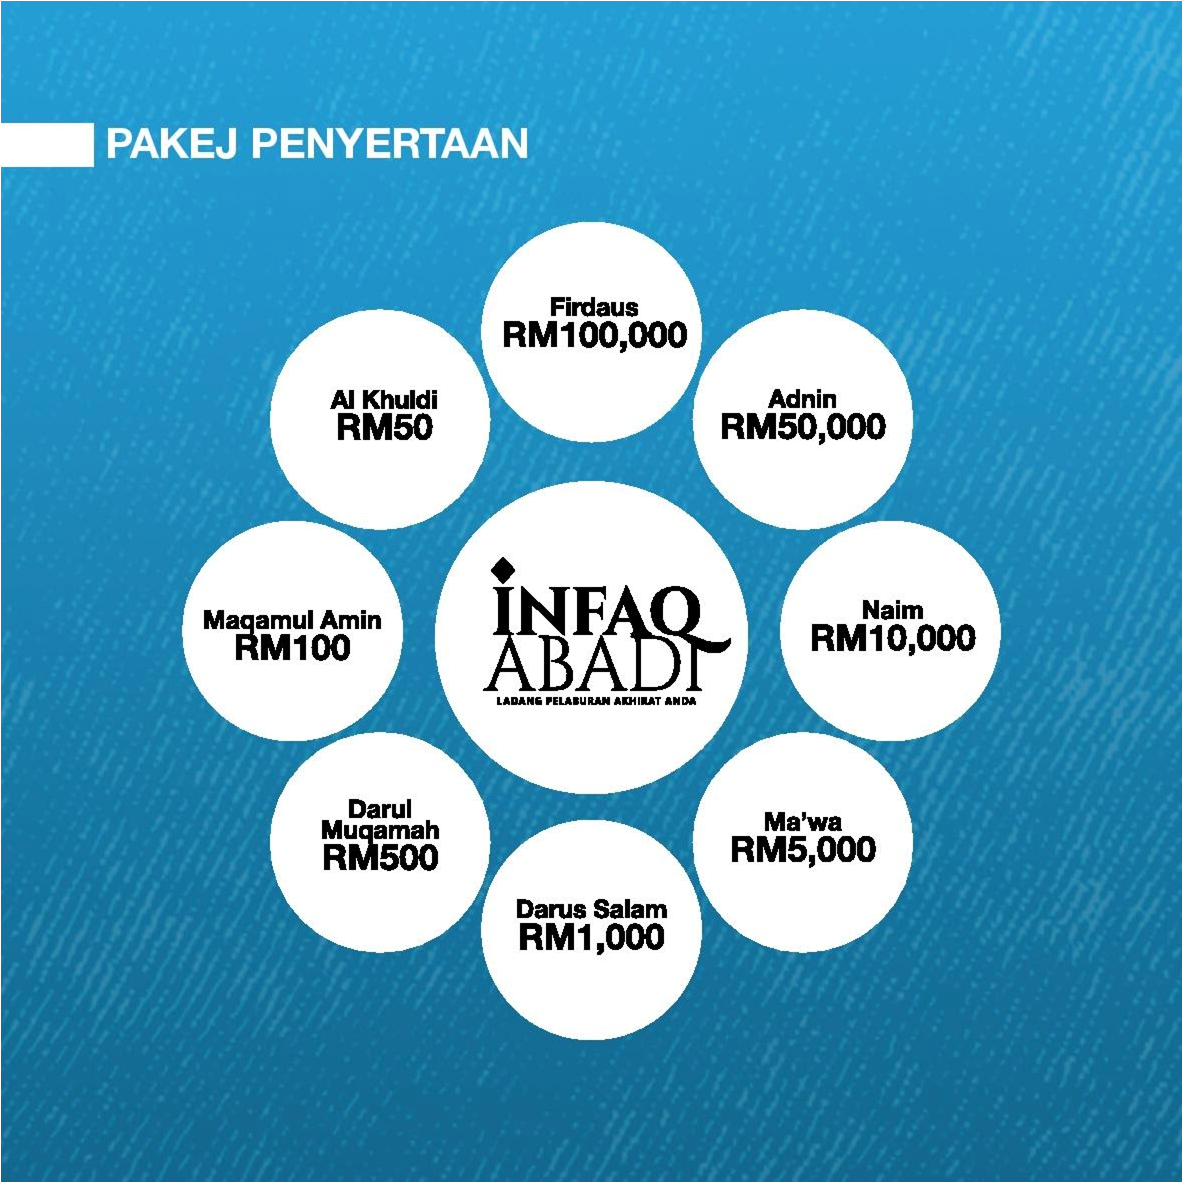 PAKEJ PENYERTAAN
Firdaus
RM100,000
Adnin
RM50,000
Naim
RM10,000
Ma'wa
RM5,000
Darus Salam
RM1,000
Darul
Muqamah
RM500
Maqamul Amin
RM100
Al Khuldi
RM50
INFAQ
ABADI
LADANG PELABURAN AKHIRAT ANDA